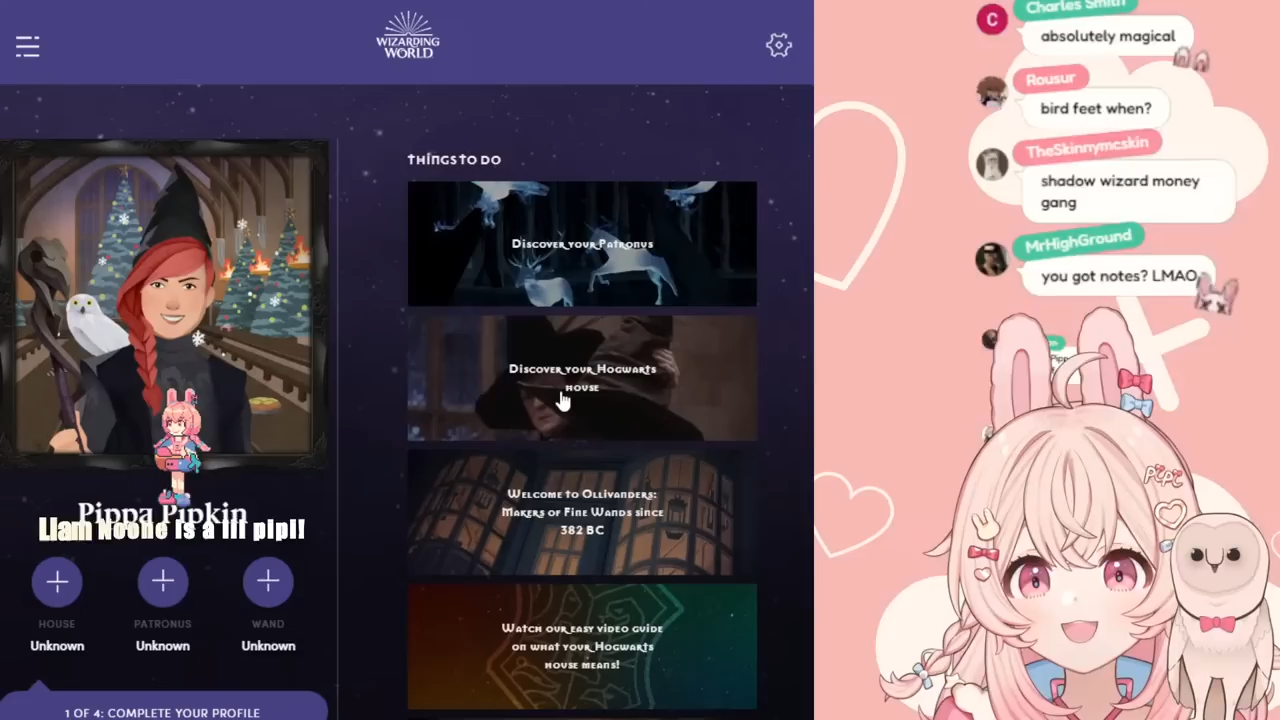 WIZARDING
WORLD
THINGS TO DO
Discover your Patronus
Discover your Hogwarts
house
Welcome to Ollivanders:
Makers of Fine Wands since
382 BC
Watch our easy video guide
on what your Hogwarts
house means!
Pippa Pipkin
Liam Noone is a lil pipl!
HOUSE
Unknown
PATRONUS
Unknown
WAND
Unknown
1 OF 4: COMPLETE YOUR PROFILE
C
Charles Smith
absolutely magical
Rousur
bird feet when?
TheSkinnymcskin
shadow wizard money
gang
MrHighGround
you got notes? LMAO
Pipi